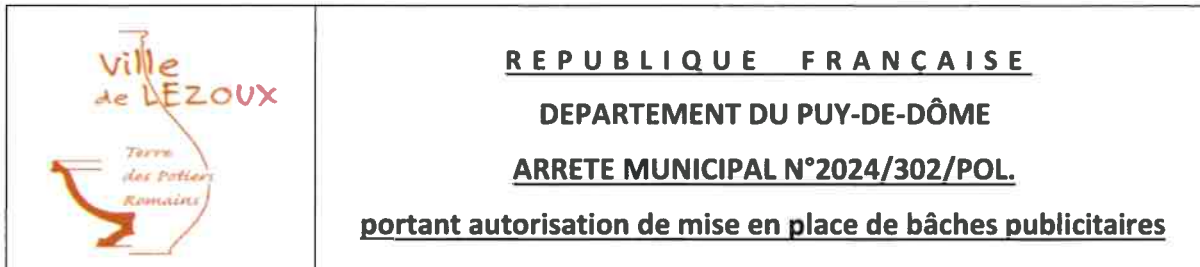 Ville
de LEZOUX
Terre
des Potiers
Romains
REPUBLIQUE FRANÇAISE
DEPARTEMENT DU PUY-DE-DÔME
ARRETE MUNICIPAL N°2024/302/POL.
portant autorisation de mise en place de bâches publicitaires